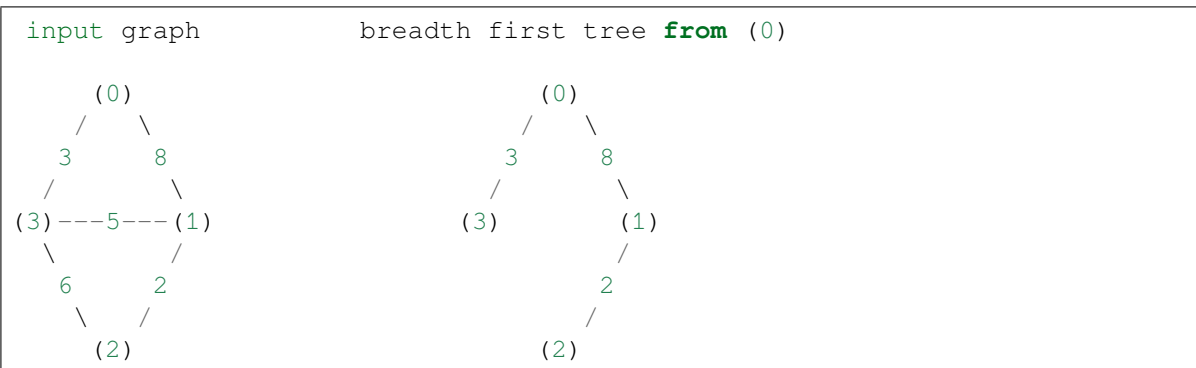 input graph            breadth first tree from (0)
     (0)                         (0)
    /   \                       /   \
   3     8                     3     8
  /       \                   /       \
(3)---5---(1)               (3)       (1)
  \       /                           /
   6     2                           2
    \   /                           /
     (2)                         (2)